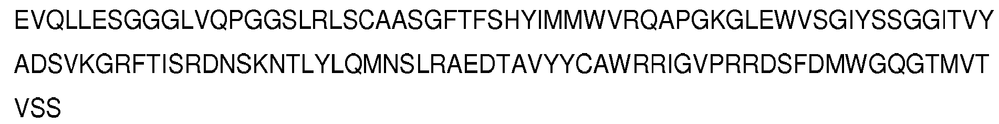 EVQLLESGGGLVQPGGSLRLSCAASGFTFSHYIMMWVRQAPGKGLEWVSGIYSSGGITVY
ADSVKGRFTISRDNSKNTLYLQMNSLRAEDTAVYYCAWRRIGVPRRDSFDMWGQGTMVT
VSS